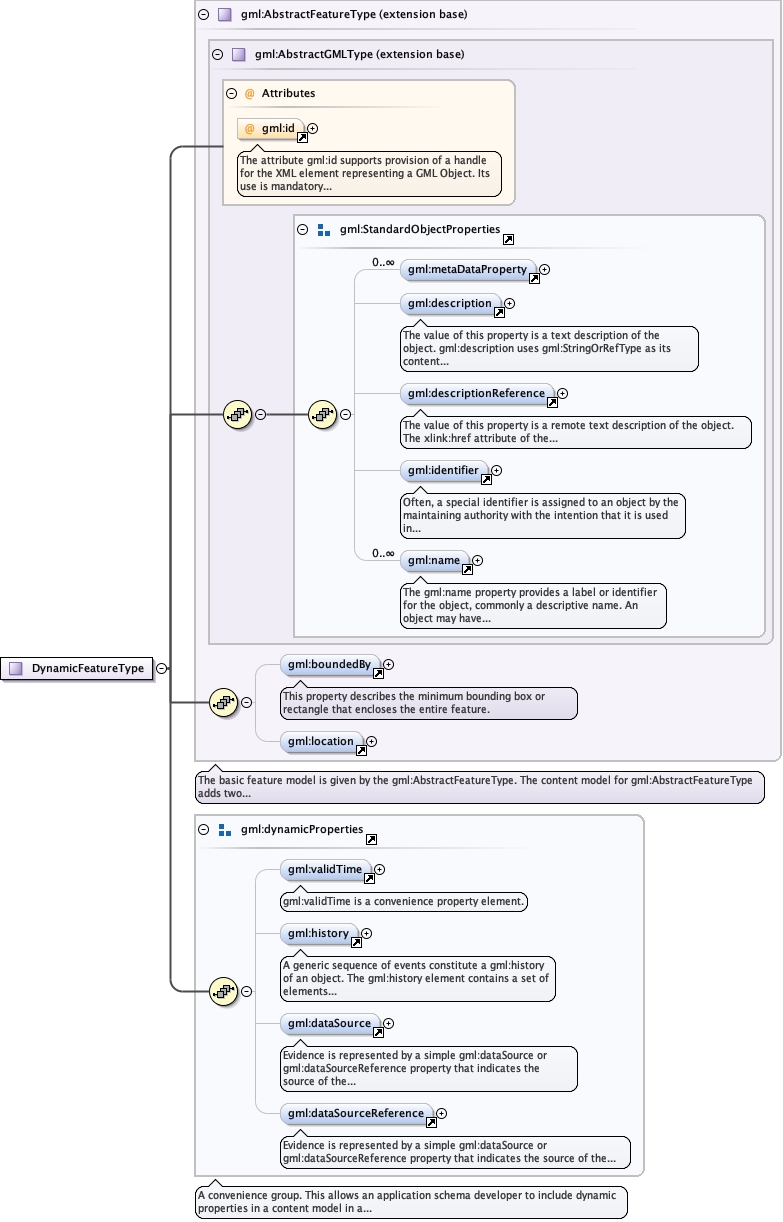 gml:AbstractFeatureType (extension base)
gml:AbstractGMLType (extension base)
@ Attributes
@ gml:id
The attribute gml:id supports provision of a handle
for the XML element representing a GML Object. Its
use is mandatory...
gml:StandardObjectProperties
0..∞
gml:metaDataProperty
gml:description
The value of this property is a text description of the
object. gml:description uses gml:StringOrRefType as its
content...
gml:descriptionReference
The value of this property is a remote text description of the object.
The xlink:href attribute of the...
gml:identifier
Often, a special identifier is assigned to an object by the
maintaining authority with the intention that it is used
in...
0..∞
gml:name
The gml:name property provides a label or identifier
for the object, commonly a descriptive name. An
object may have...
DynamicFeatureType
gml:boundedBy
This property describes the minimum bounding box or
rectangle that encloses the entire feature.
gml:location
The basic feature model is given by the gml:AbstractFeatureType. The content model for gml:AbstractFeatureType
adds two...
gml:dynamicProperties
gml:validTime
gml:validTime is a convenience property element.
gml:history
A generic sequence of events constitute a gml:history
of an object. The gml:history element contains a set of
elements...
gml:dataSource
Evidence is represented by a simple gml:dataSource or
gml:dataSourceReference property that indicates the
source of the...
gml:dataSourceReference
Evidence is represented by a simple gml:dataSource or
gml:dataSourceReference property that indicates the source of the...
A convenience group. This allows an application schema developer to include dynamic
properties in a content model in a...